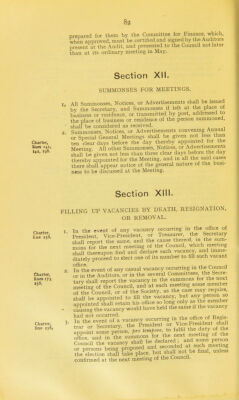 82
prepared for them by the Committee for Finance, which,
when approved, must be certified and signed by the Auditors
present at the Audit, and presented to the Council not later
than at its ordinary meeting in May.
Section XII.
SUMMONSES FOR MEETINGS.
1. All Summonses, Notices, or Advertisements shall be issued
by the Secretary, and Summonses if left at the place of
business or residence, or transmitted by post, addressed to
the place of business or residence of the person summoned,
shall be considered as received.
2. Summonses, Notices, or Advertisements convening Annual
or Special General Meetings shall be given not less than
ten clear days before the day thereby appointed for the
Meeting. All other Summonses, Notices, or Advertisements
shall be given not less than three clear days before the day
thereby appointed for the Meeting, and in all the said cases
there shall appear notice of the general nature of the busi-
ness to be discussed at the Meeting.
Charter,
lines 141,
Section XIII.
FILLING UP VACANCIES BY DEATH, RESIGNATION,
OR REMOVAL.
Charter,
1. In the event of any vacancy occurring in the office of
President, Vice-President, or Treasurer, the Secretary
shall report the same, and the cause thereof, in the sum-
mons for the next meeting of the Council, which meeting
shall thereupon find and declare such vacancy, and imme-
diately proceed to elect one of its number to fill such vacant
office.
Charter,
2. In the event of any casual vacancy occurring in the Council
or in the Auditors, or in the several Committees, the Secre-
tary shall report the vacancy in the summons for the next
meeting of the Council, and at such meeting some member
of the Council, or of the Society, as the case may require,
shall be appointed to fill the vacancy, but any person so
appointed shall retain his office so long only as the member
causing the vacancy would have held the same if the vacancy
had not occurred.
Charter,
3. In the event of a vacancy occurring in the office of Regis-
trar or Secretary, the President or Vice-President shall
appoint some person, pro tempore, to fulfil the duty of the
office, and in the summons for the next meeting of the
Council the vacancy shall be declared; and some person
or persons being proposed and seconded at such meeting
the election shall take place, but shall not be final, unless
confirmed at the next meeting of the Council.